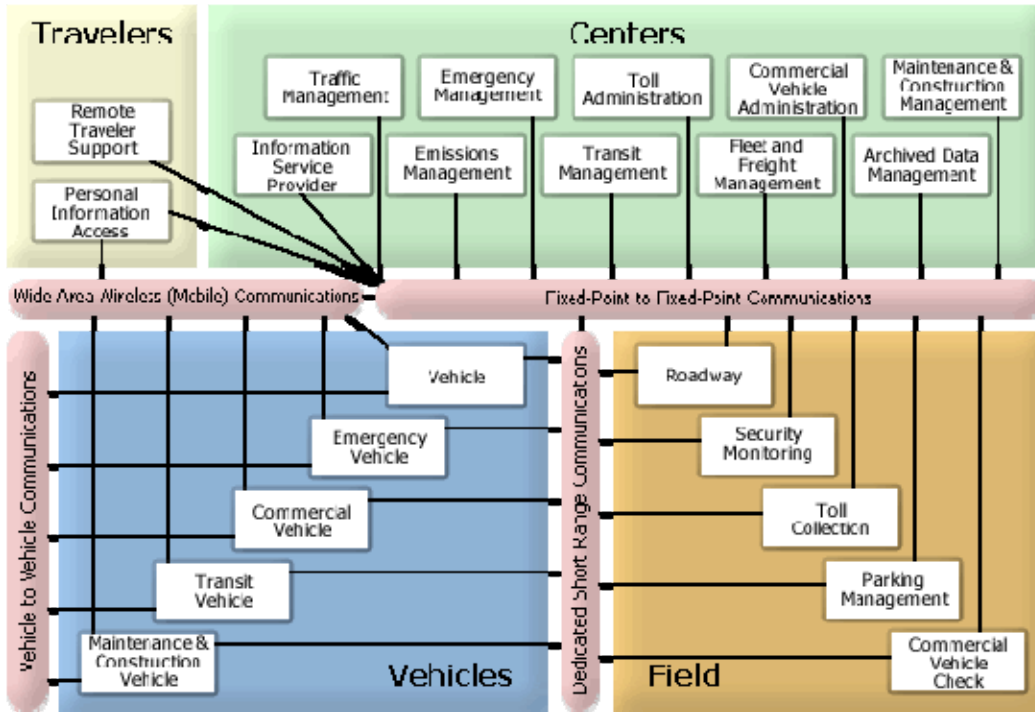 Travelers
Remote
Traveler
Support
Personal
Information
Access
Centers
Traffic
Management
Emergency
Management
Toll
Administration
Commercial
Vehicle
Administration
Maintenance &
Construction
Management
Information
Service
Provider
Emissions
Management
Transit
Management
Fleet and
Freight
Management
Archived Data
Management
Wide Area Wireless (Mobile) Communications
Fixed-Point to Fixed-Point Communications
Vehicle to Vehicle Communications
Vehicle
Emergency
Vehicle
Commercial
Vehicle
Transit
Vehicle
Maintenance &
Construction
Vehicle
Vehicles
Dedicated Short Range Communications
Roadway
Security
Monitoring
Toll
Collection
Parking
Management
Commercial
Vehicle
Check
Field